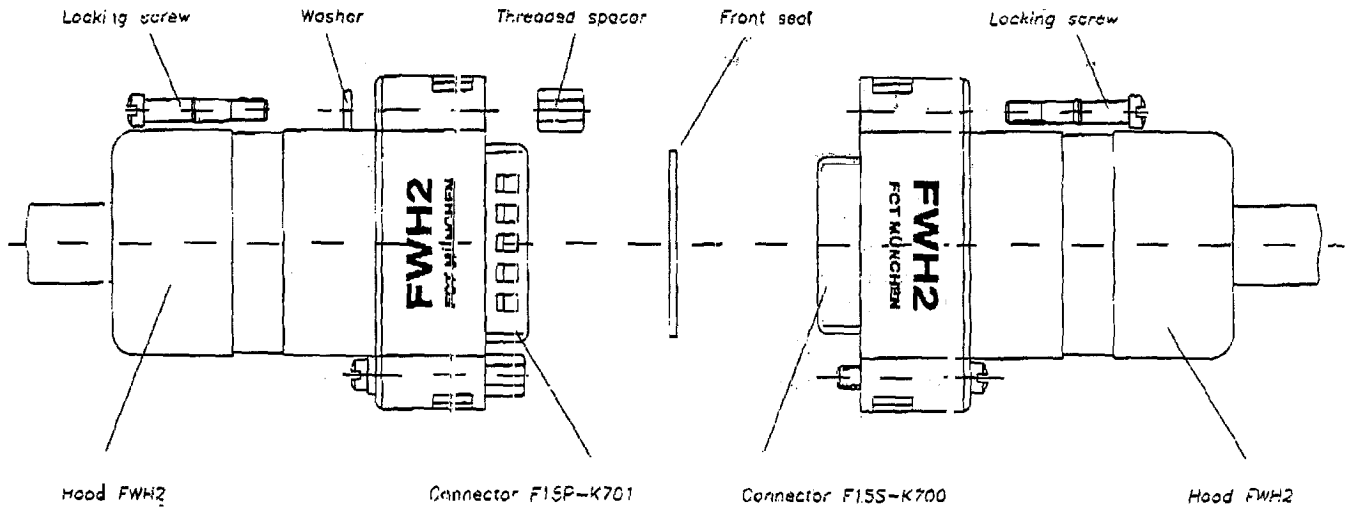 Locking screw
Washer
Threaded spacer
Front seal
Locking screw
FWH2
FCT MÜNCHEN
FWH2
FCT MÜNCHEN
Hood FWH2
Connector F15P-K701
Connector F15S-K700
Hood FWH2